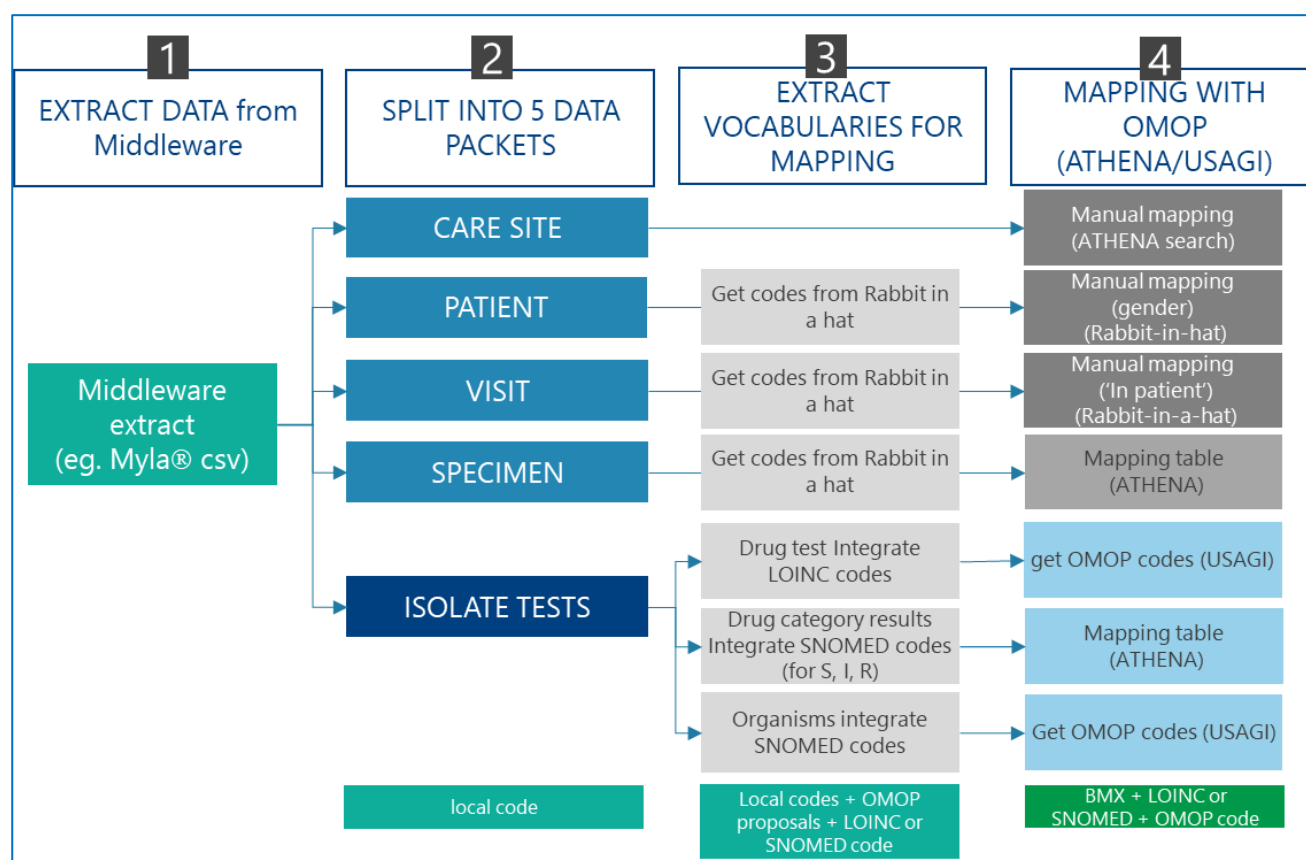 1
EXTRACT DATA from
Middleware
2
SPLIT INTO 5 DATA
PACKETS
3
EXTRACT
VOCABULARIES FOR
MAPPING
4
MAPPING WITH
OMOP
(ATHENA/USAGI)
Middleware
extract
(eg. Myla® csv)
CARE SITE
Manual mapping
(ATHENA search)
PATIENT
Get codes from Rabbit in
a hat
Manual mapping
(gender)
(Rabbit-in-hat)
VISIT
Get codes from Rabbit in
a hat
Manual mapping
(‘In patient’)
(Rabbit-in-a-hat)
SPECIMEN
Get codes from Rabbit in
a hat
Mapping table
(ATHENA)
ISOLATE TESTS
Drug test Integrate
LOINC codes
get OMOP codes (USAGI)
Drug category results
Integrate SNOMED codes
(for S, I, R)
Mapping table
(ATHENA)
Organisms integrate
SNOMED codes
Get OMOP codes (USAGI)
local code
Local codes + OMOP
proposals + LOINC or
SNOMED code
BMX + LOINC or
SNOMED + OMOP code